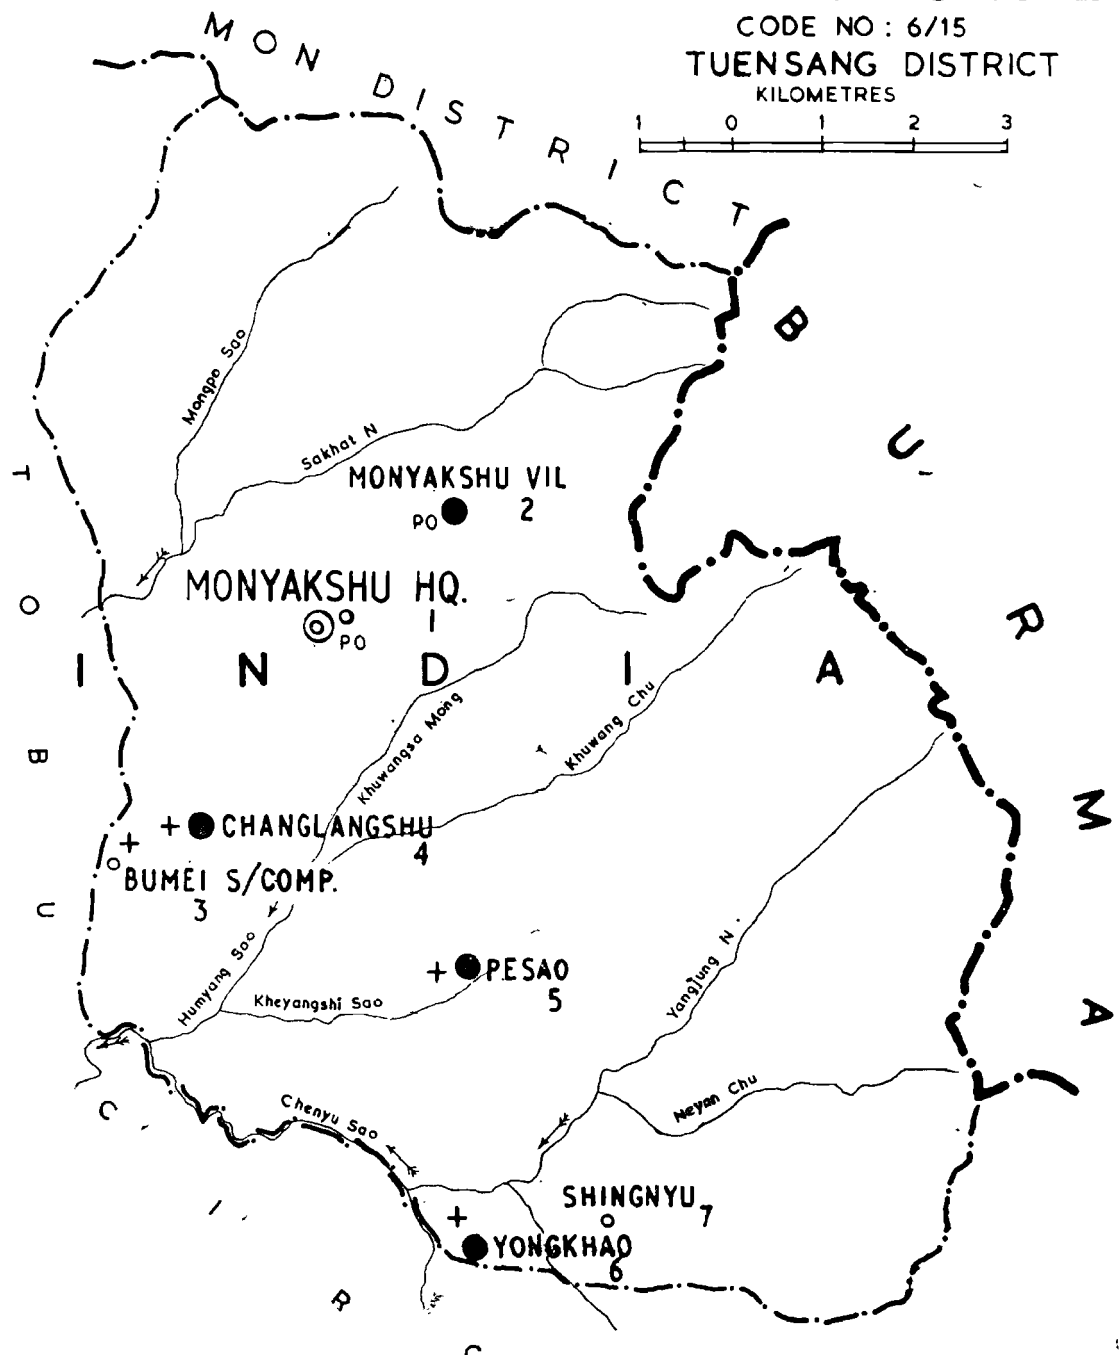 CODE NO: 6/15
TUENSANG DISTRICT
KILOMETRES
1 0 1 2 3
MON DISTRICT
BURMA
TOBU
CIRC
INDIA
Mongpo Sao
Sakhat N
MONYAKSHU VIL
PO 2
MONYAKSHU HQ.
PO 1
Khuwangsa Mong
Khuwang Chu
+ CHANGLANGSHU
4
+
BUMEI S/COMP.
3
Humyang Sao
+ PESAO
5
Kheyangshi Sao
Yangjung N.
Neyan Chu
Chenyu Sao
SHINGNYU 7
+
YONGKHAO
6